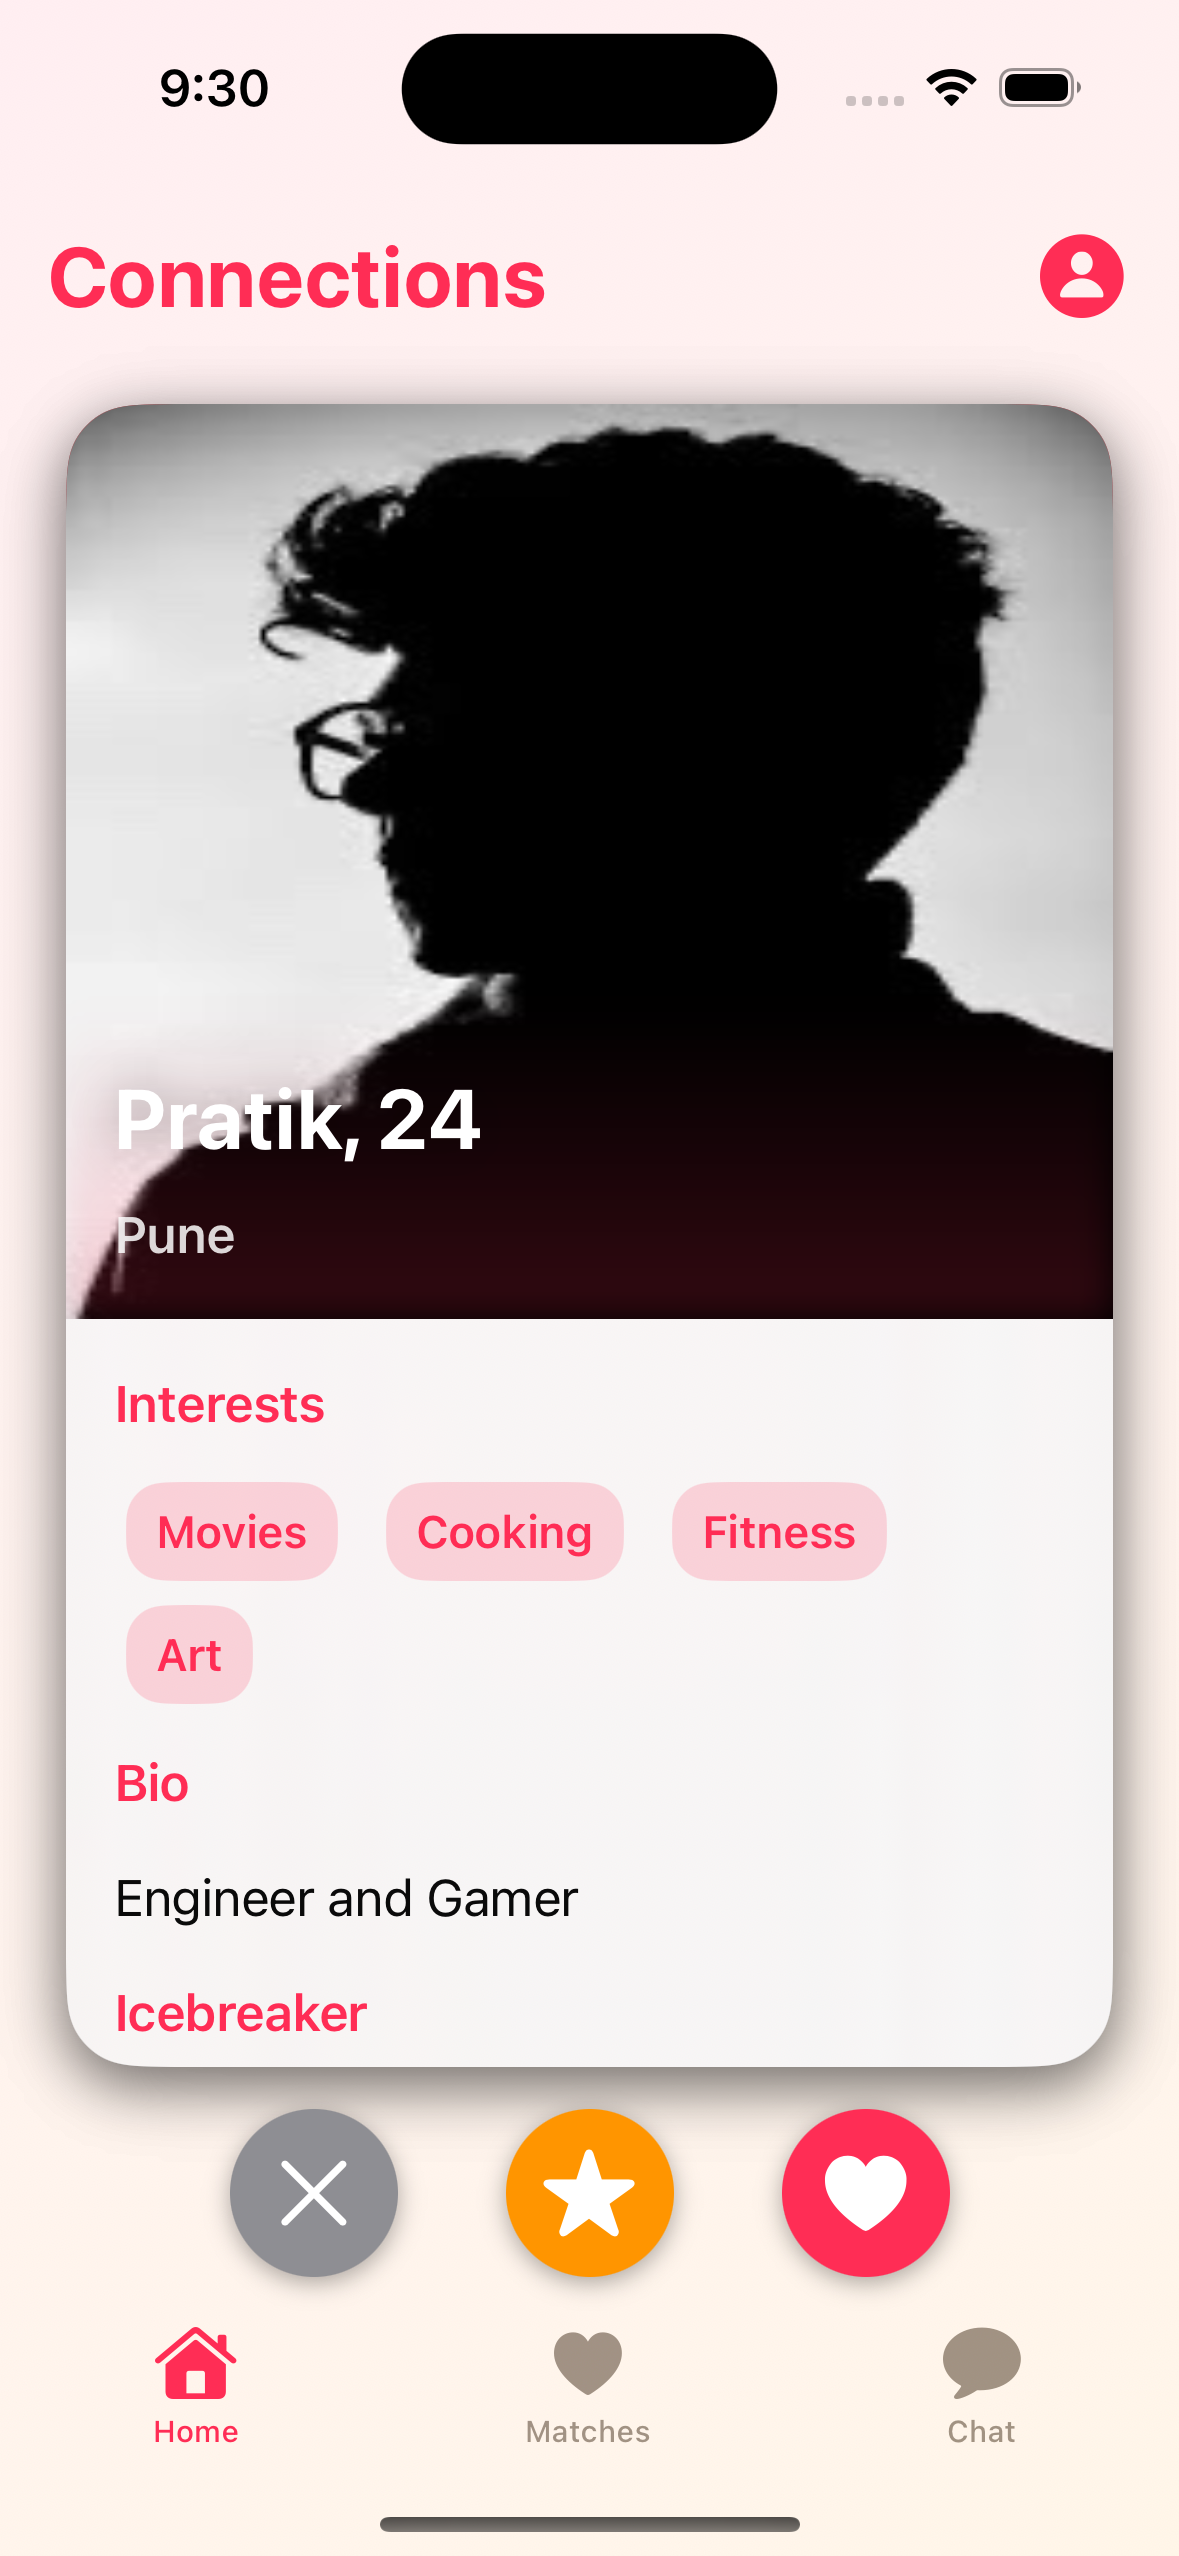 9:30
Connections
Pratik, 24
Pune
Interests
Movies Cooking Fitness
Art
Bio
Engineer and Gamer
Icebreaker
Home Matches Chat